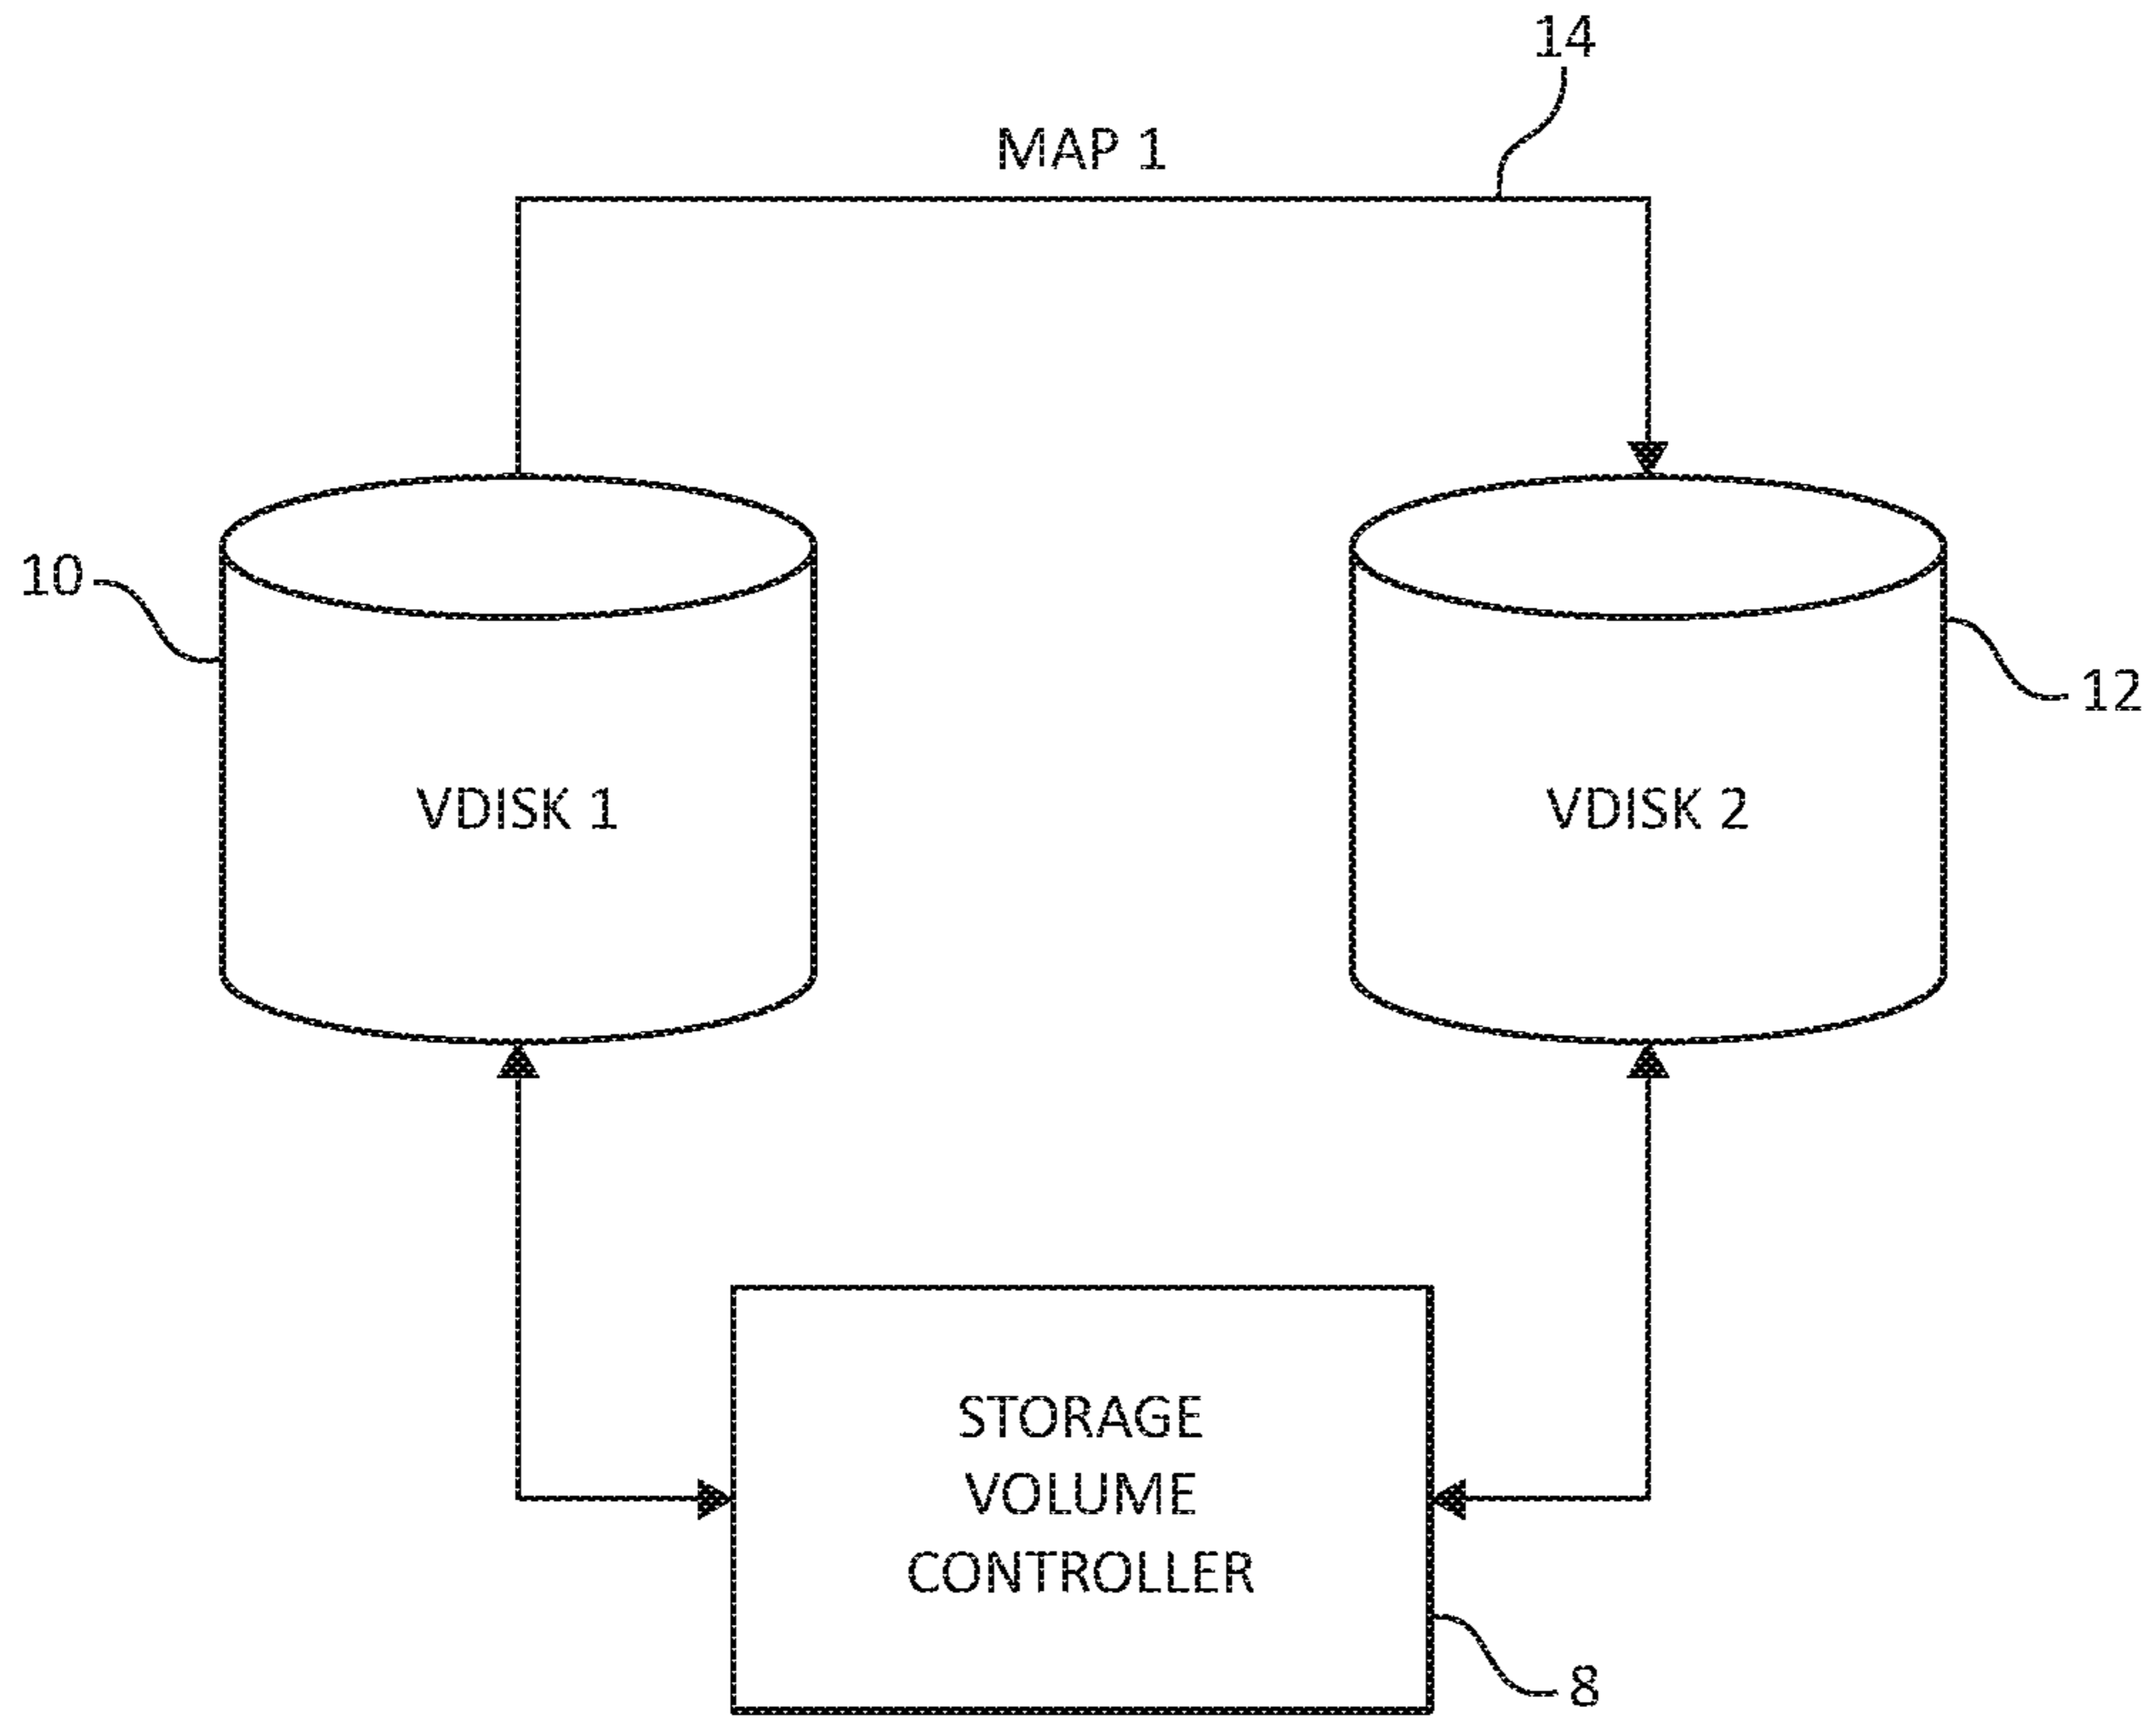 14
MAP 1
10
12
VDISK 1
VDISK 2
STORAGE
VOLUME
CONTROLLER
8